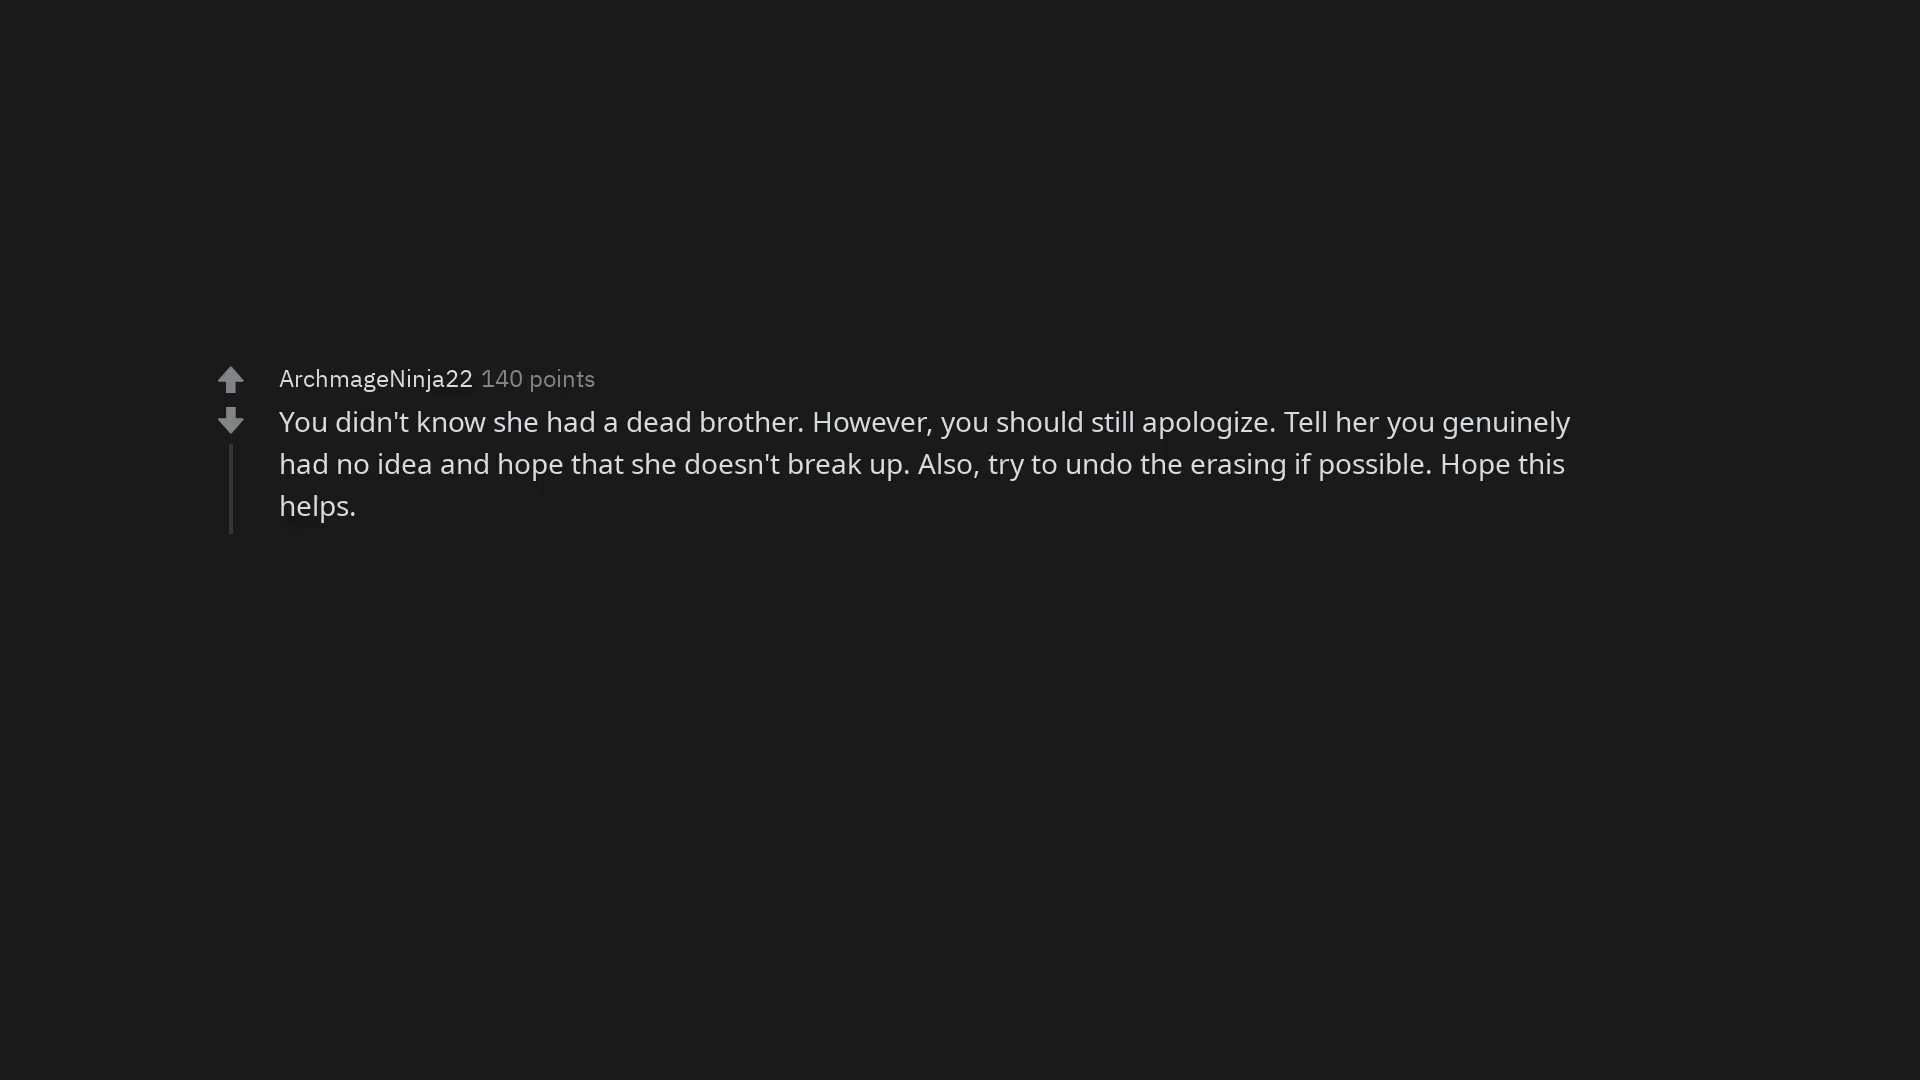 ArchmageNinja22 140 points
You didn't know she had a dead brother. However, you should still apologize. Tell her you genuinely
had no idea and hope that she doesn't break up. Also, try to undo the erasing if possible. Hope this
helps.